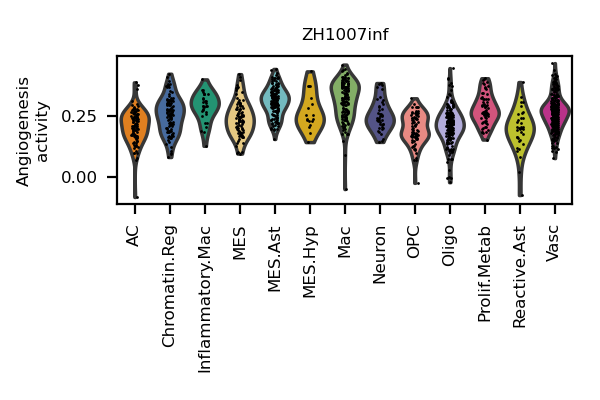 ZH1007inf
Angiogenesis
activity
0.25
0.00
AC
Chromatin.Reg
Inflammatory.Mac
MES
MES.Ast
MES.Hyp
Mac
Neuron
OPC
Oligo
Prolif.Metab
Reactive.Ast
Vasc